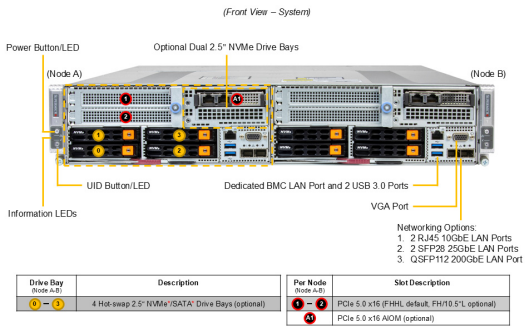 (Front View – System)
Power Button/LED
Optional Dual 2.5" NVMe Drive Bays
(Node A)
(Node B)
1
A1
2
1
3
0
2
UID Button/LED
Dedicated BMC LAN Port and 2 USB 3.0 Ports
VGA Port
Information LEDs
Networking Options:
1. 2 RJ45 10GbE LAN Ports
2. 2 SFP28 25GbE LAN Ports
3. QSFP112 200GbE LAN Port
Drive Bay
(Node A-B)
Description
0 – 3
4 Hot-swap 2.5" NVMe*/SATA* Drive Bays (optional)
Per Node
(Node A-B)
Slot Description
1 – 2
PCIe 5.0 x16 (FHHL default, FH/10.5"L optional)
A1
PCIe 5.0 x16 AIOM (optional)